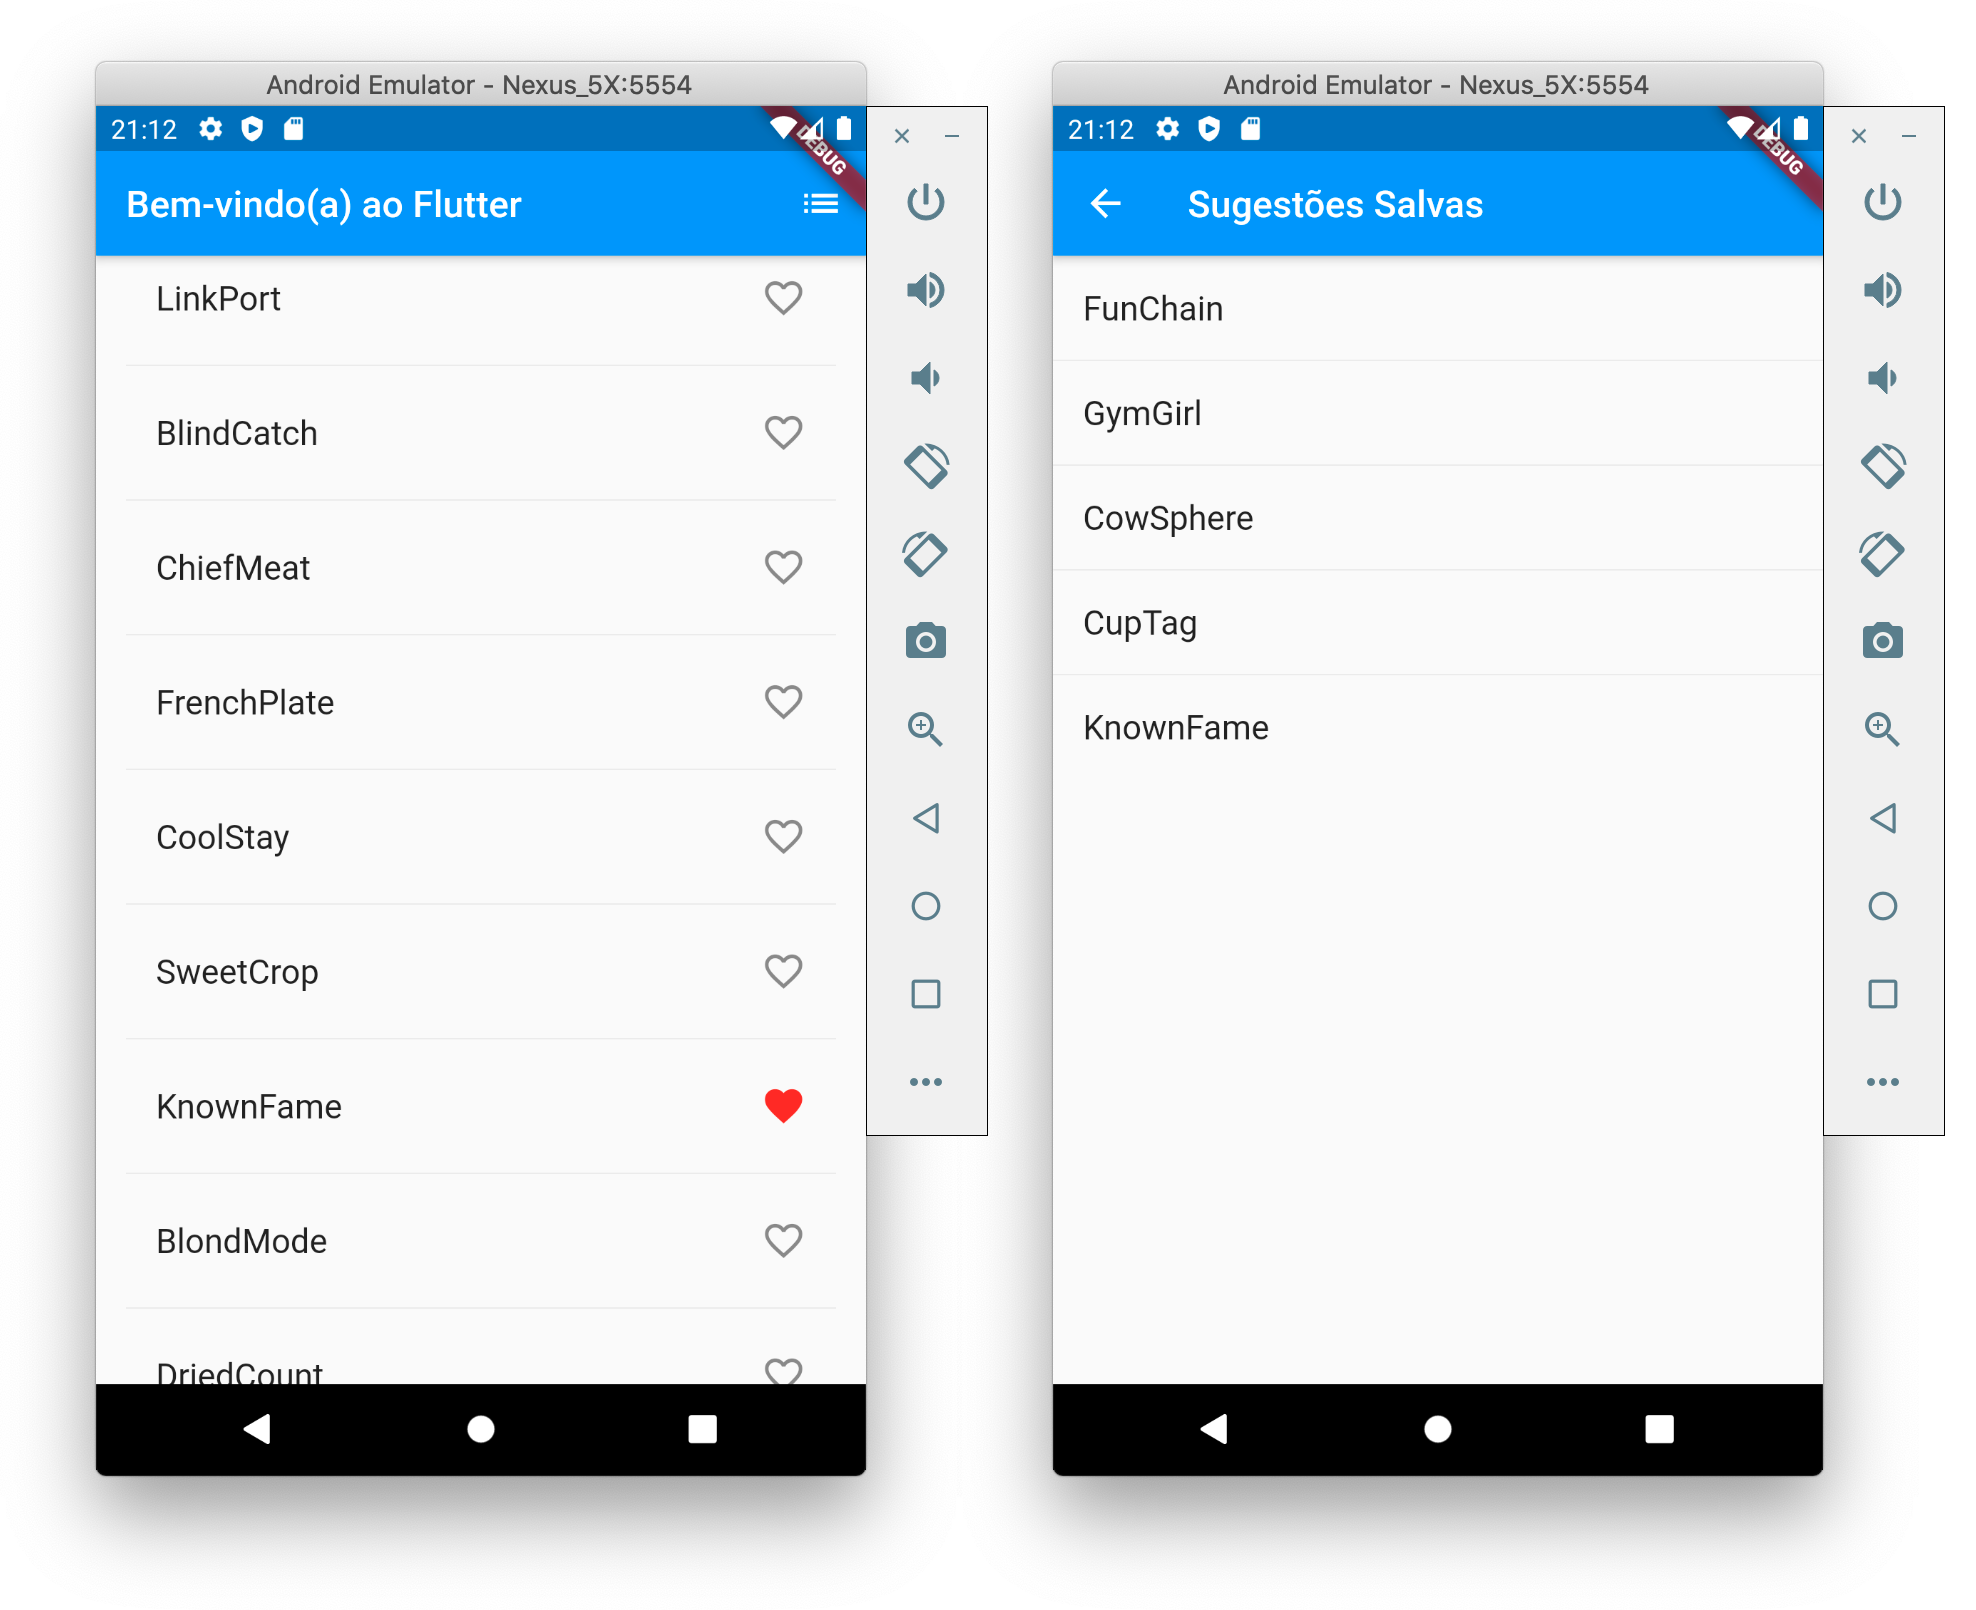 Android Emulator - Nexus_5X:5554
21:12
DEBUG
Bem-vindo(a) ao Flutter
LinkPort
BlindCatch
ChiefMeat
FrenchPlate
CoolStay
SweetCrop
KnownFame
BlondMode
DriedCount
Android Emulator - Nexus_5X:5554
21:12
DEBUG
Sugestões Salvas
FunChain
GymGirl
CowSphere
CupTag
KnownFame